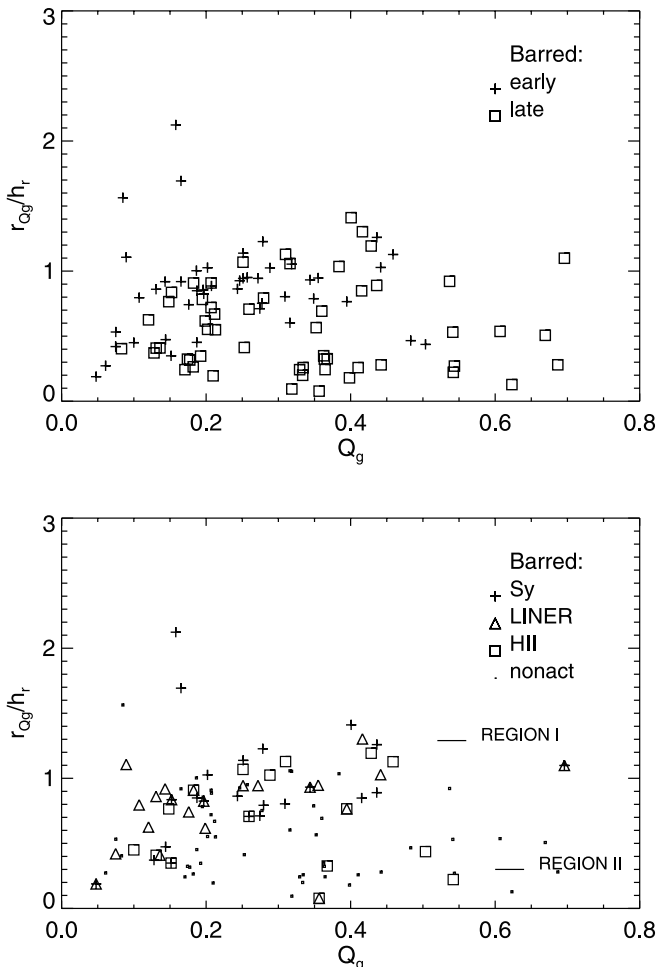 3
Barred:
early
late
2
r_Qg/h_r
1
0
0.0 0.2 0.4 0.6 0.8
Q_g
3
Barred:
Sy
LINER
HII
nonact
2
r_Qg/h_r
REGION I
1
REGION II
0
0.0 0.2 0.4 0.6 0.8
Q_g